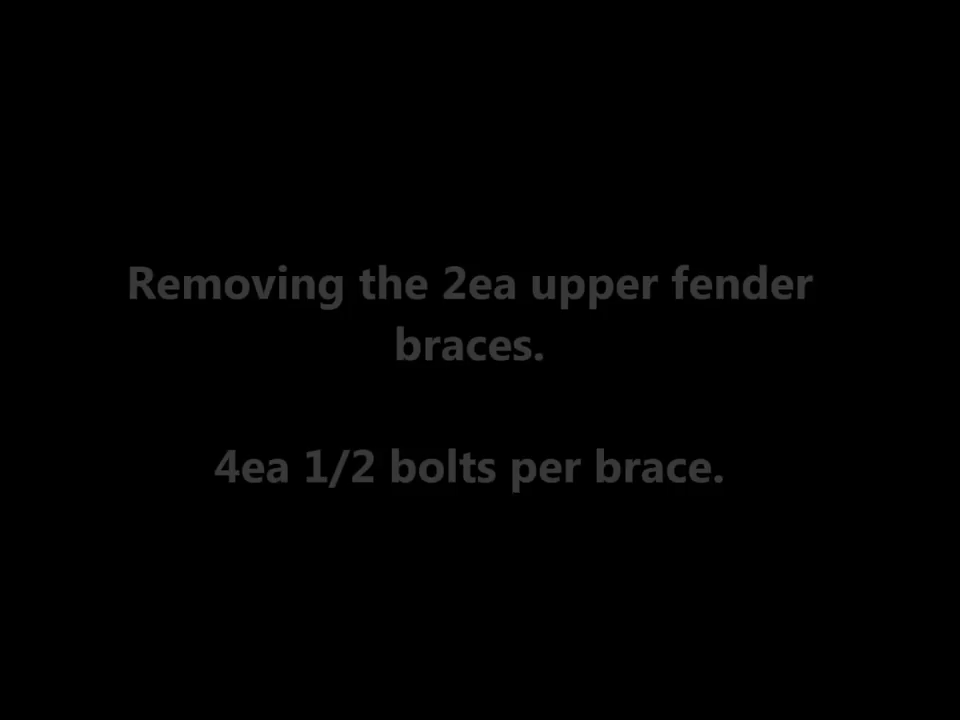 Removing the 2ea upper fender
braces.
4ea 1/2 bolts per brace.